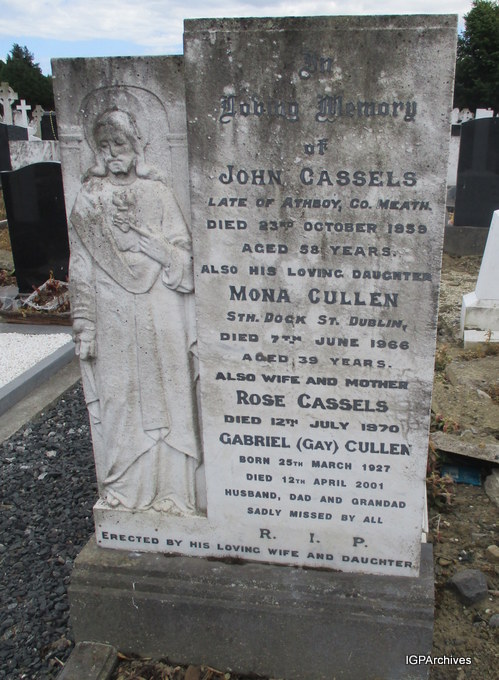 In
Loving Memory
of
JOHN CASSELS
LATE OF ATHBOY, CO. MEATH.
DIED 23RD OCTOBER 1959
AGED 58 YEARS.
ALSO HIS LOVING DAUGHTER
MONA CULLEN
STH. DOCK ST. DUBLIN,
DIED 7TH JUNE 1966
AGED 39 YEARS.
ALSO WIFE AND MOTHER
ROSE CASSELS
DIED 12TH JULY 1970
GABRIEL (GAY) CULLEN
BORN 25TH MARCH 1927
DIED 12TH APRIL 2001
HUSBAND, DAD AND GRANDAD
SADLY MISSED BY ALL
R. I. P.
ERECTED BY HIS LOVING WIFE AND DAUGHTER.
IGPArchives